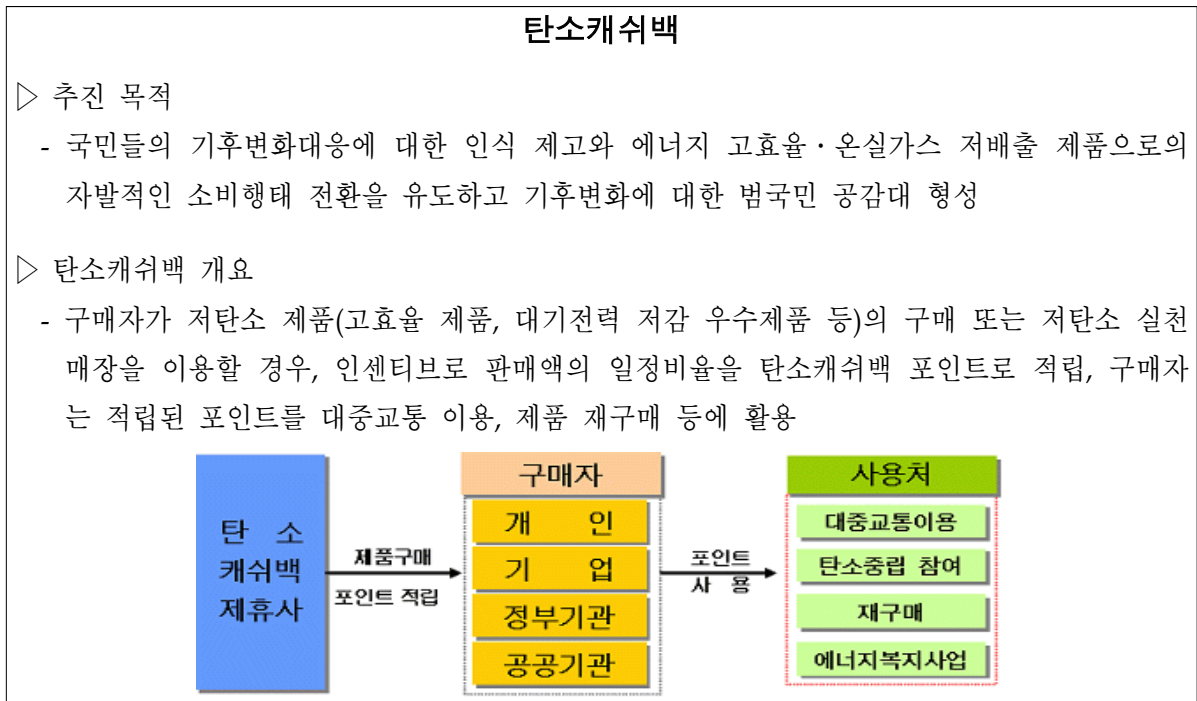 탄소캐쉬백
▷ 추진 목적
- 국민들의 기후변화대응에 대한 인식 제고와 에너지 고효율·온실가스 저배출 제품으로의
자발적인 소비행태 전환을 유도하고 기후변화에 대한 범국민 공감대 형성
▷ 탄소캐쉬백 개요
- 구매자가 저탄소 제품(고효율 제품, 대기전력 저감 우수제품 등)의 구매 또는 저탄소 실천
매장을 이용할 경우, 인센티브로 판매액의 일정비율을 탄소캐쉬백 포인트로 적립, 구매자
는 적립된 포인트를 대중교통 이용, 제품 재구매 등에 활용
탄 소
캐쉬백
제휴사
제품구매
포인트 적립
구매자
개 인
기 업
정부기관
공공기관
포인트
사 용
사용처
대중교통이용
탄소중립 참여
재구매
에너지복지사업